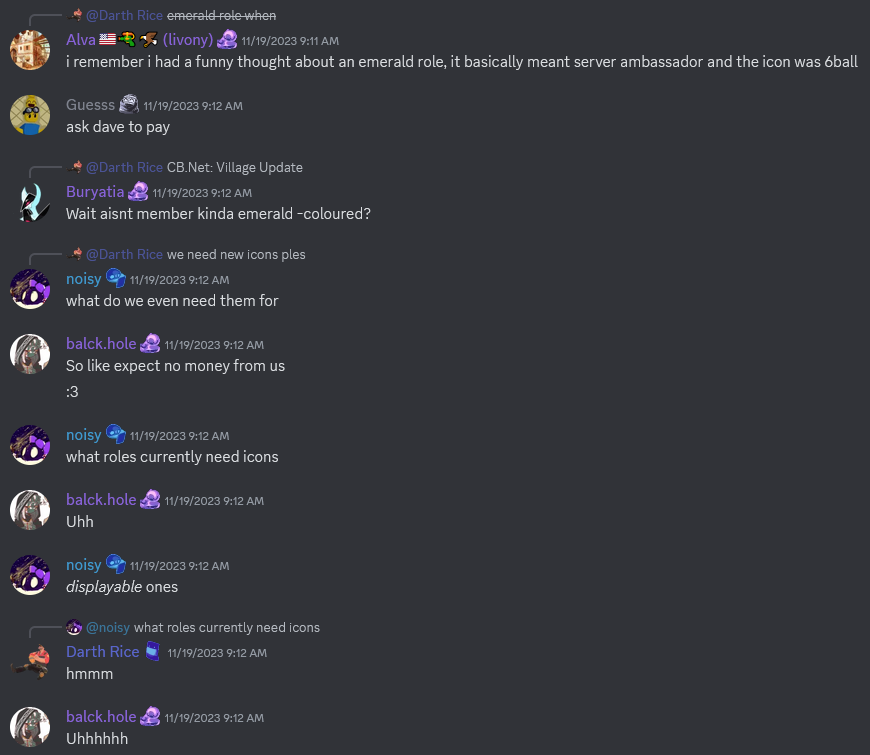 @Darth Rice emerald role when
Alva (livony) 11/19/2023 9:11 AM
i remember i had a funny thought about an emerald role, it basically meant server ambassador and the icon was 6ball
Guesss 11/19/2023 9:12 AM
ask dave to pay
@Darth Rice CB.Net: Village Update
Buryatia 11/19/2023 9:12 AM
Wait aisnt member kinda emerald -coloured?
@Darth Rice we need new icons ples
noisy 11/19/2023 9:12 AM
what do we even need them for
balck.hole 11/19/2023 9:12 AM
So like expect no money from us
:3
noisy 11/19/2023 9:12 AM
what roles currently need icons
balck.hole 11/19/2023 9:12 AM
Uhh
noisy 11/19/2023 9:12 AM
displayable ones
@noisy what roles currently need icons
Darth Rice 11/19/2023 9:12 AM
hmmm
balck.hole 11/19/2023 9:12 AM
Uhhhhhh